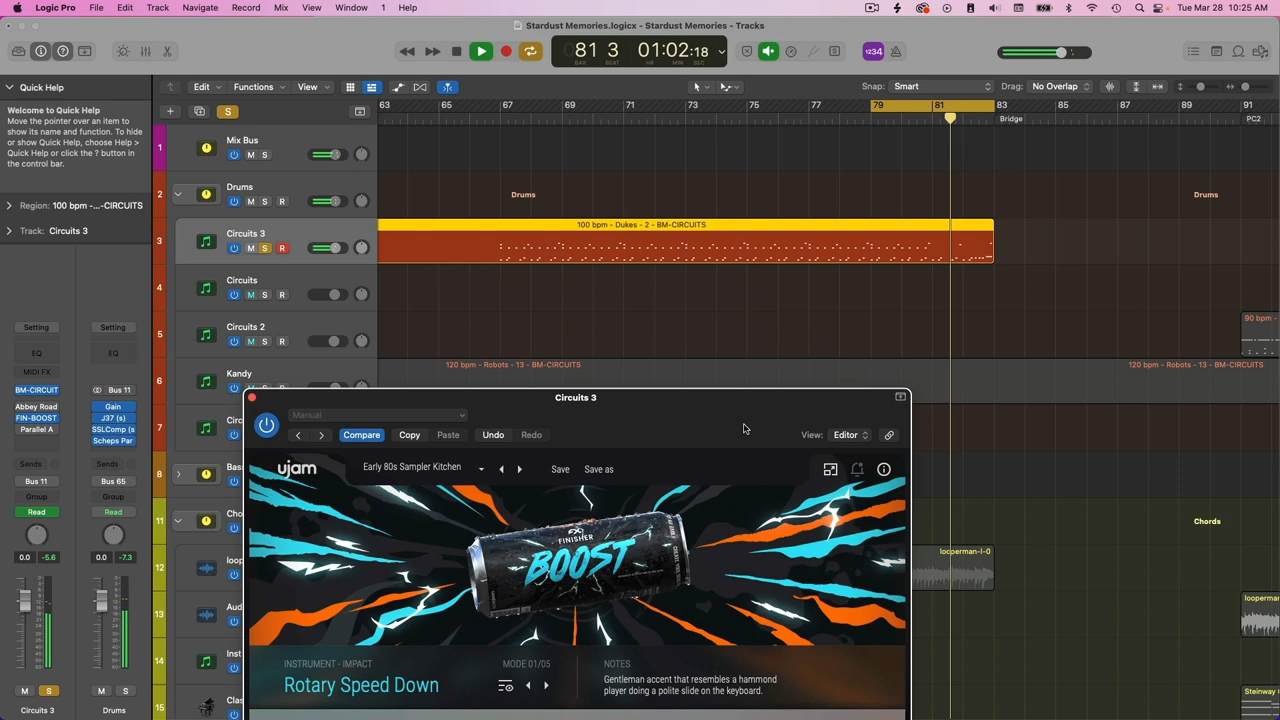 Logic Pro File Edit Track Navigate Record Mix View Window 1 Help Tue Mar 28 10:25 AM
Stardust Memories.logicx - Stardust Memories - Tracks
81 3 01:02:18
BAR BEAT HR MIN SEC
1234
Quick Help
Edit Functions View Snap: Smart Drag: No Overlap
Welcome to Quick Help
Move the pointer over an item to
show its name and function. To hide
or show Quick Help, choose Help >
Quick Help or click the ? button in
the control bar.
S
63 65 67 69 71 73 75 77 79 81 83 85 87 89 91
Bridge PC2
1 Mix Bus
M S
2 Drums
M S
Drums Drums
Region: 100 bpm -...-CIRCUITS
Track: Circuits 3
3 Circuits 3
M S R
100 bpm - Dukes - 2 - BM-CIRCUITS
4 Circuits
M S R
5 Circuits 2
M S R
90 bpm -
6 Kandy
120 bpm - Robots - 13 - BM-CIRCUITS 120 bpm - Robots - 13 - BM-CIRCUITS
7 Circ
8 Bas
11 Cho
Chords
12 loop
looperman-l-0
13 Aud
looperman
14 Inst
15 Clas
Steinway
Setting Setting
EQ EQ
MIDI FX
BM-CIRCUIT Bus 11
Abbey Road Gain
FIN-BOOST J37 (s)
Parallel A SSLComp (s
Scheps Par
Sends Sends
Bus 11 Bus 65
Group Group
Read Read
0.0 -5.6 0.0 -7.3
M S M S
Circuits 3 Drums
Circuits 3
Manual
Compare Copy Paste Undo Redo View: Editor
ujam Early 80s Sampler Kitchen Save Save as
FINISHER
BOOST
INSTRUMENT - IMPACT MODE 01/05 NOTES
Rotary Speed Down
Gentleman accent that resembles a hammond
player doing a polite slide on the keyboard.